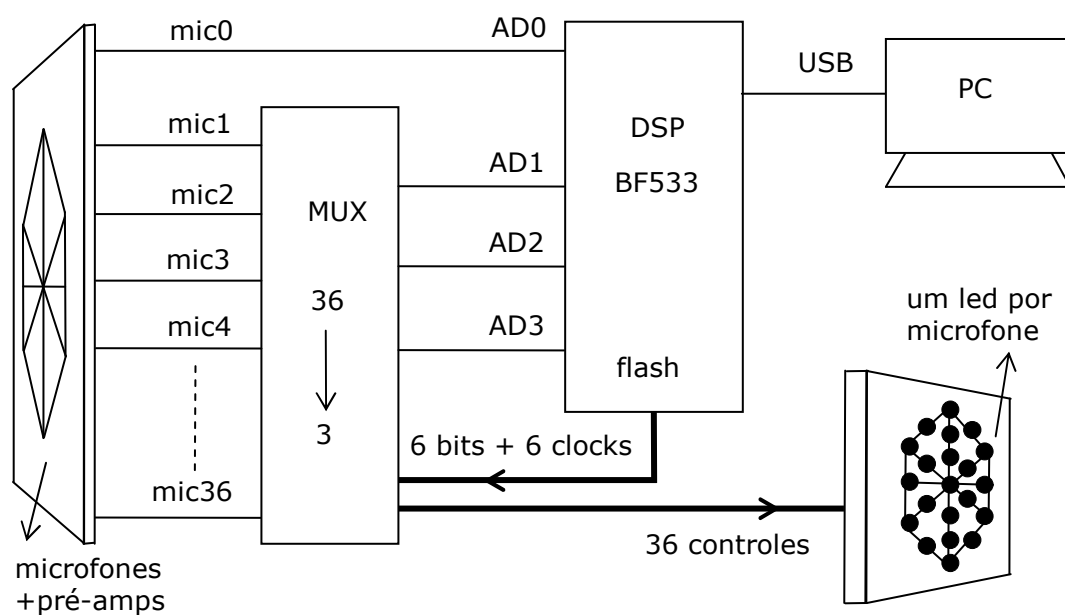 mic0
AD0
USB
PC
mic1
DSP
BF533
mic2
MUX
AD1
mic3
AD2
36
mic4
AD3
um led por
microfone
flash
3
6 bits + 6 clocks
mic36
36 controles
microfones
+pré-amps